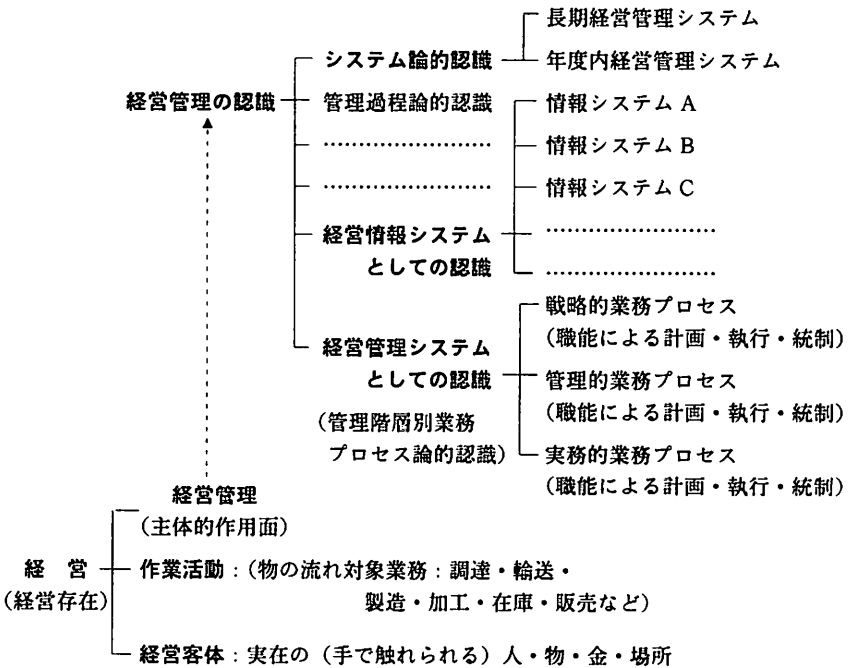 長期経営管理システム
システム論的認識
年度内経営管理システム
経営管理の認識
管理過程論的認識
情報システム A
........................
情報システム B
........................
情報システム C
経営情報システム
としての認識
........................
........................
戦略的業務プロセス
(職能による計画・執行・統制)
経営管理システム
としての認識
管理的業務プロセス
(職能による計画・執行・統制)
(管理階層別業務
プロセス論的認識)
実務的業務プロセス
(職能による計画・執行・統制)
経営管理
(主体的作用面)
経 営
(経営存在)
作業活動:(物の流れ対象業務:調達・輸送・
製造・加工・在庫・販売など)
経営客体:実在の(手で触れられる)人・物・金・場所